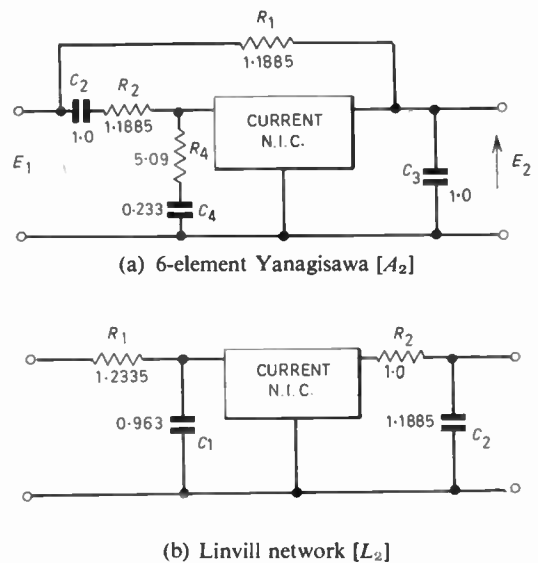 R₁
1·1885
C₂
R₂
1·0
1·1885
CURRENT
N.I.C.
R₄
5·09
E₁
C₃
E₂
1·0
0·233
C₄
(a) 6-element Yanagisawa [A₂]
R₁
1·2335
CURRENT
N.I.C.
R₂
1·0
0·963
C₁
1·1885
C₂
(b) Linvill network [L₂]